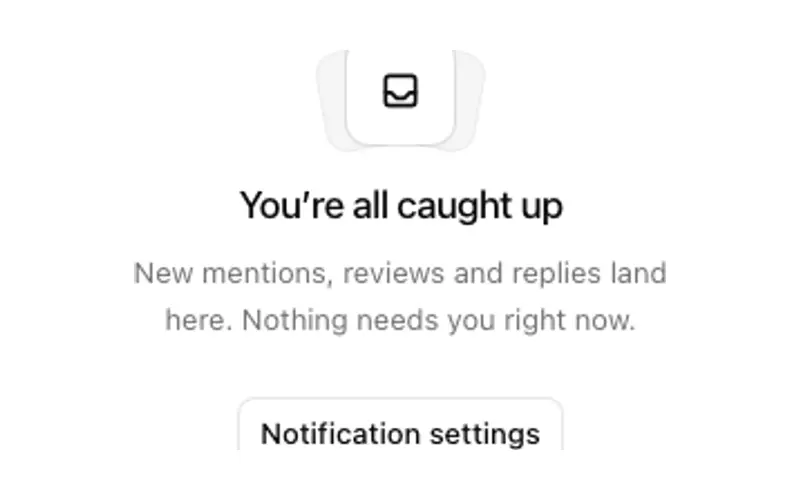 You’re all caught up
New mentions, reviews and replies land
here. Nothing needs you right now.
Notification settings